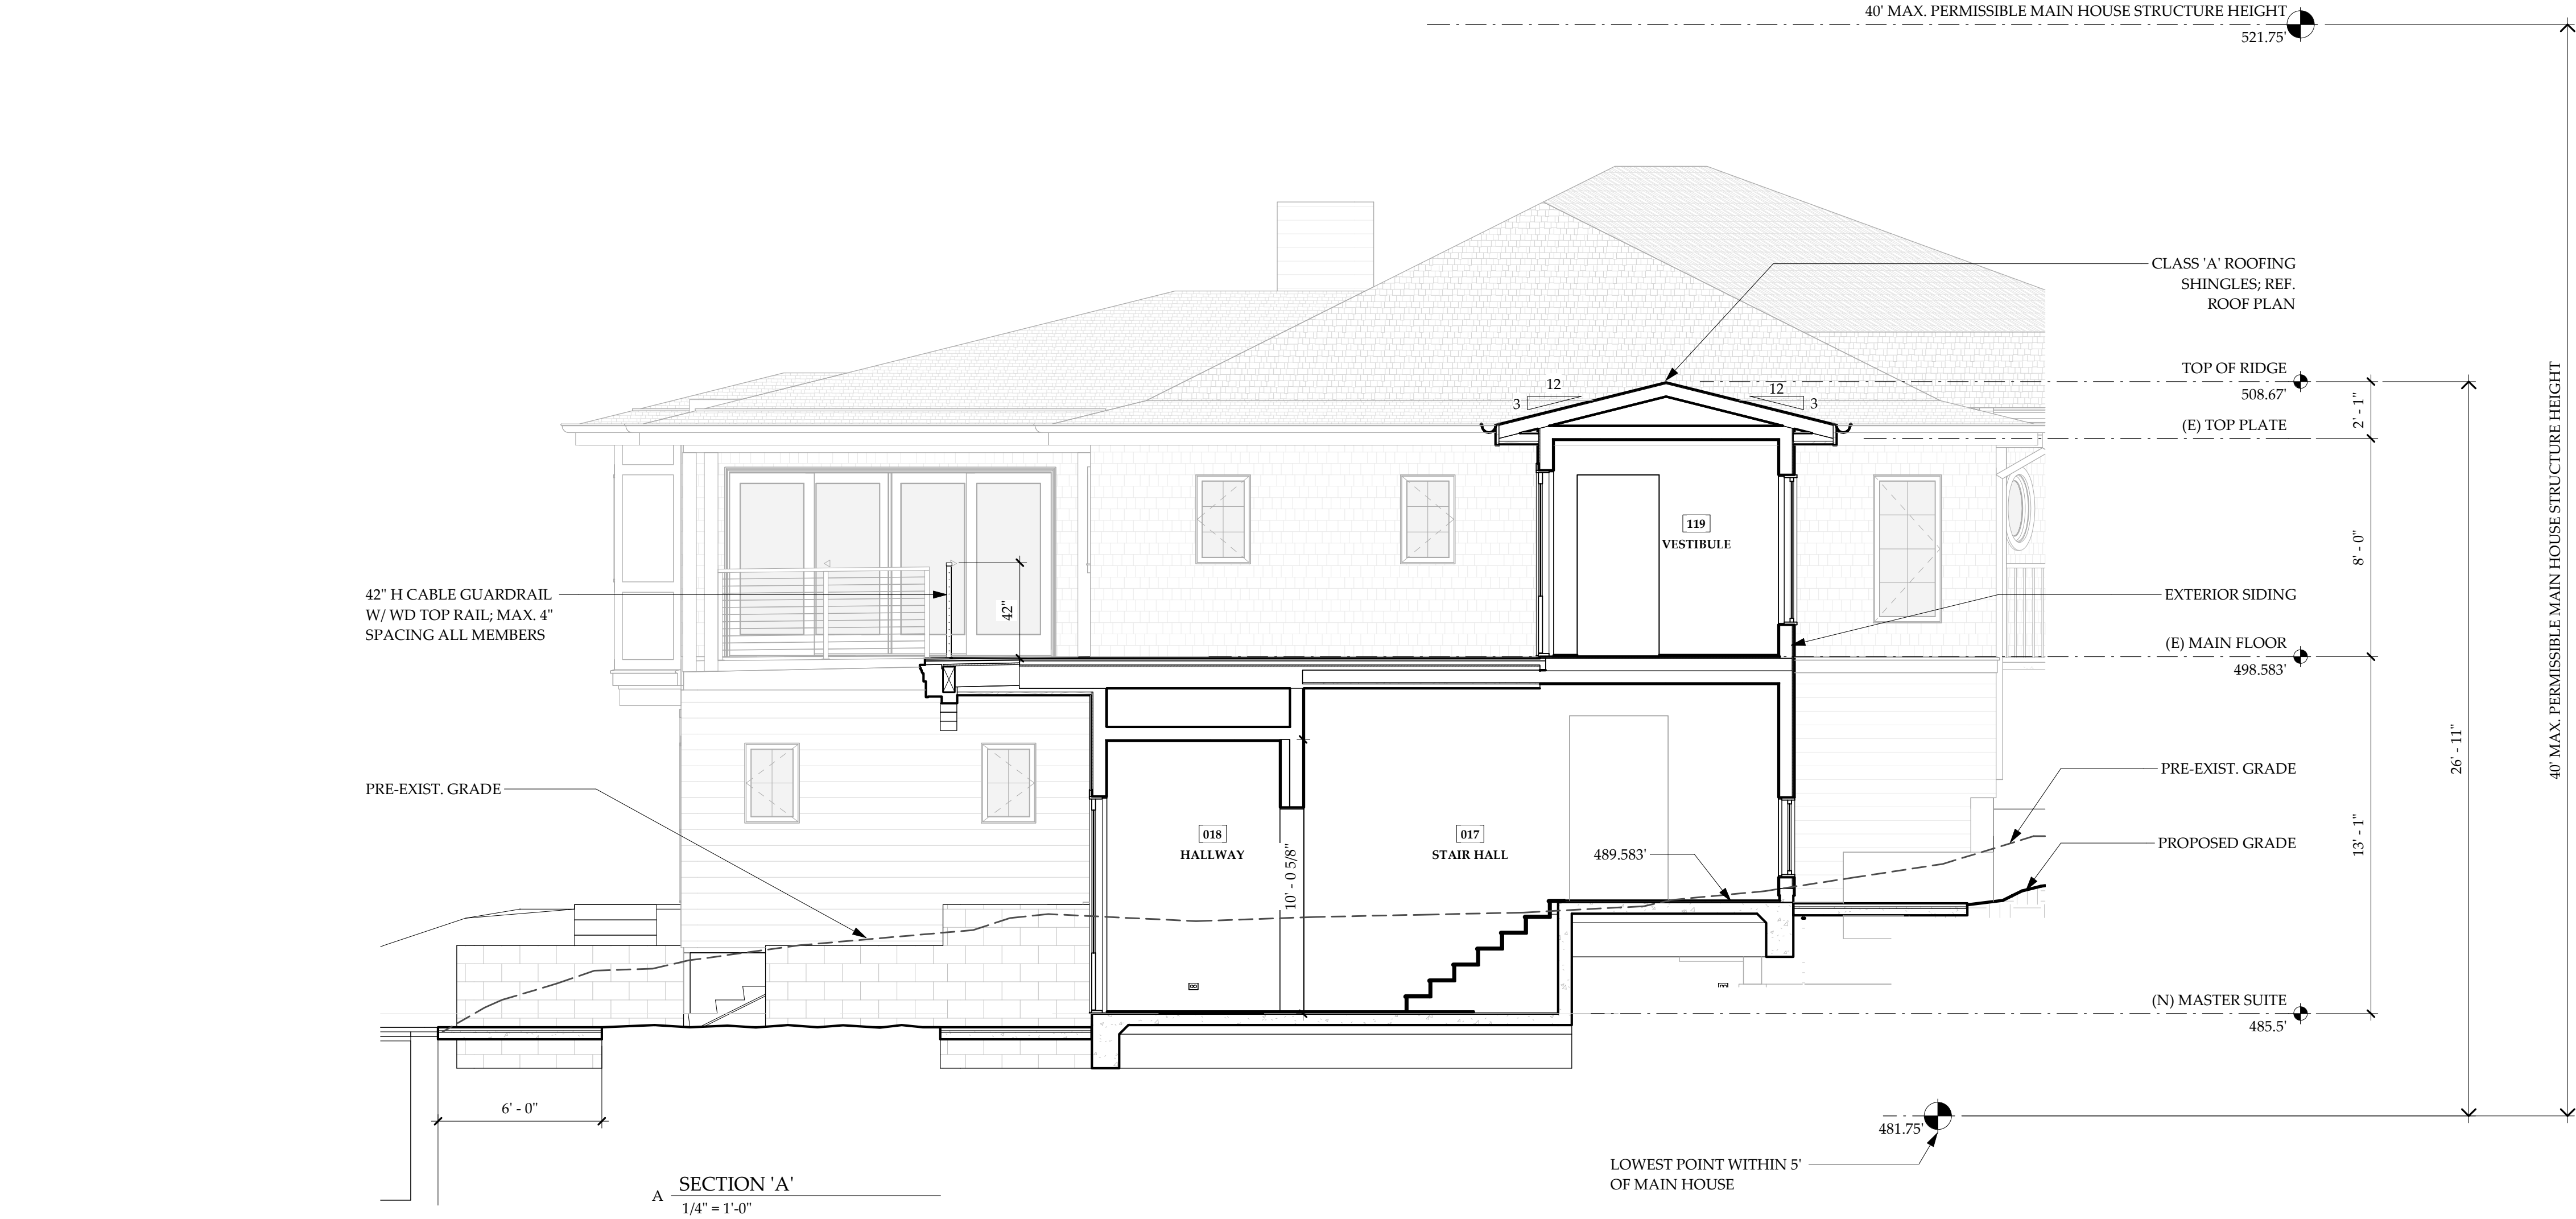 40' MAX. PERMISSIBLE MAIN HOUSE STRUCTURE HEIGHT
521.75'
CLASS 'A' ROOFING
SHINGLES; REF.
ROOF PLAN
TOP OF RIDGE
508.67'
(E) TOP PLATE
2' - 1"
12
3
12
3
119
VESTIBULE
8' - 0"
40' MAX. PERMISSIBLE MAIN HOUSE STRUCTURE HEIGHT
42" H CABLE GUARDRAIL
W/ WD TOP RAIL; MAX. 4"
SPACING ALL MEMBERS
42"
EXTERIOR SIDING
(E) MAIN FLOOR
498.583'
26' - 11"
PRE-EXIST. GRADE
PRE-EXIST. GRADE
018
HALLWAY
10' - 0 5/8"
017
STAIR HALL
489.583'
PROPOSED GRADE
13' - 1"
(N) MASTER SUITE
485.5'
6' - 0"
481.75'
LOWEST POINT WITHIN 5'
OF MAIN HOUSE
A
SECTION 'A'
1/4" = 1'-0"